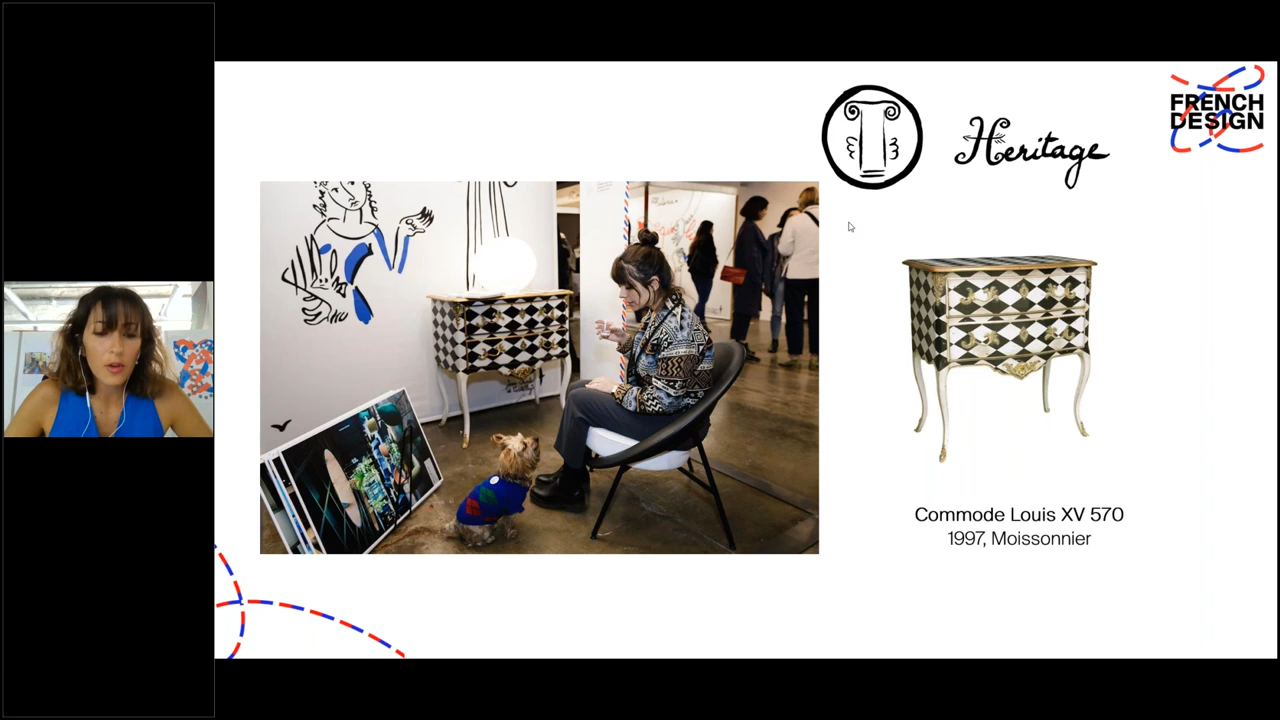 Heritage
FRENCH
DESIGN
Commode Louis XV 570
1997, Moissonnier